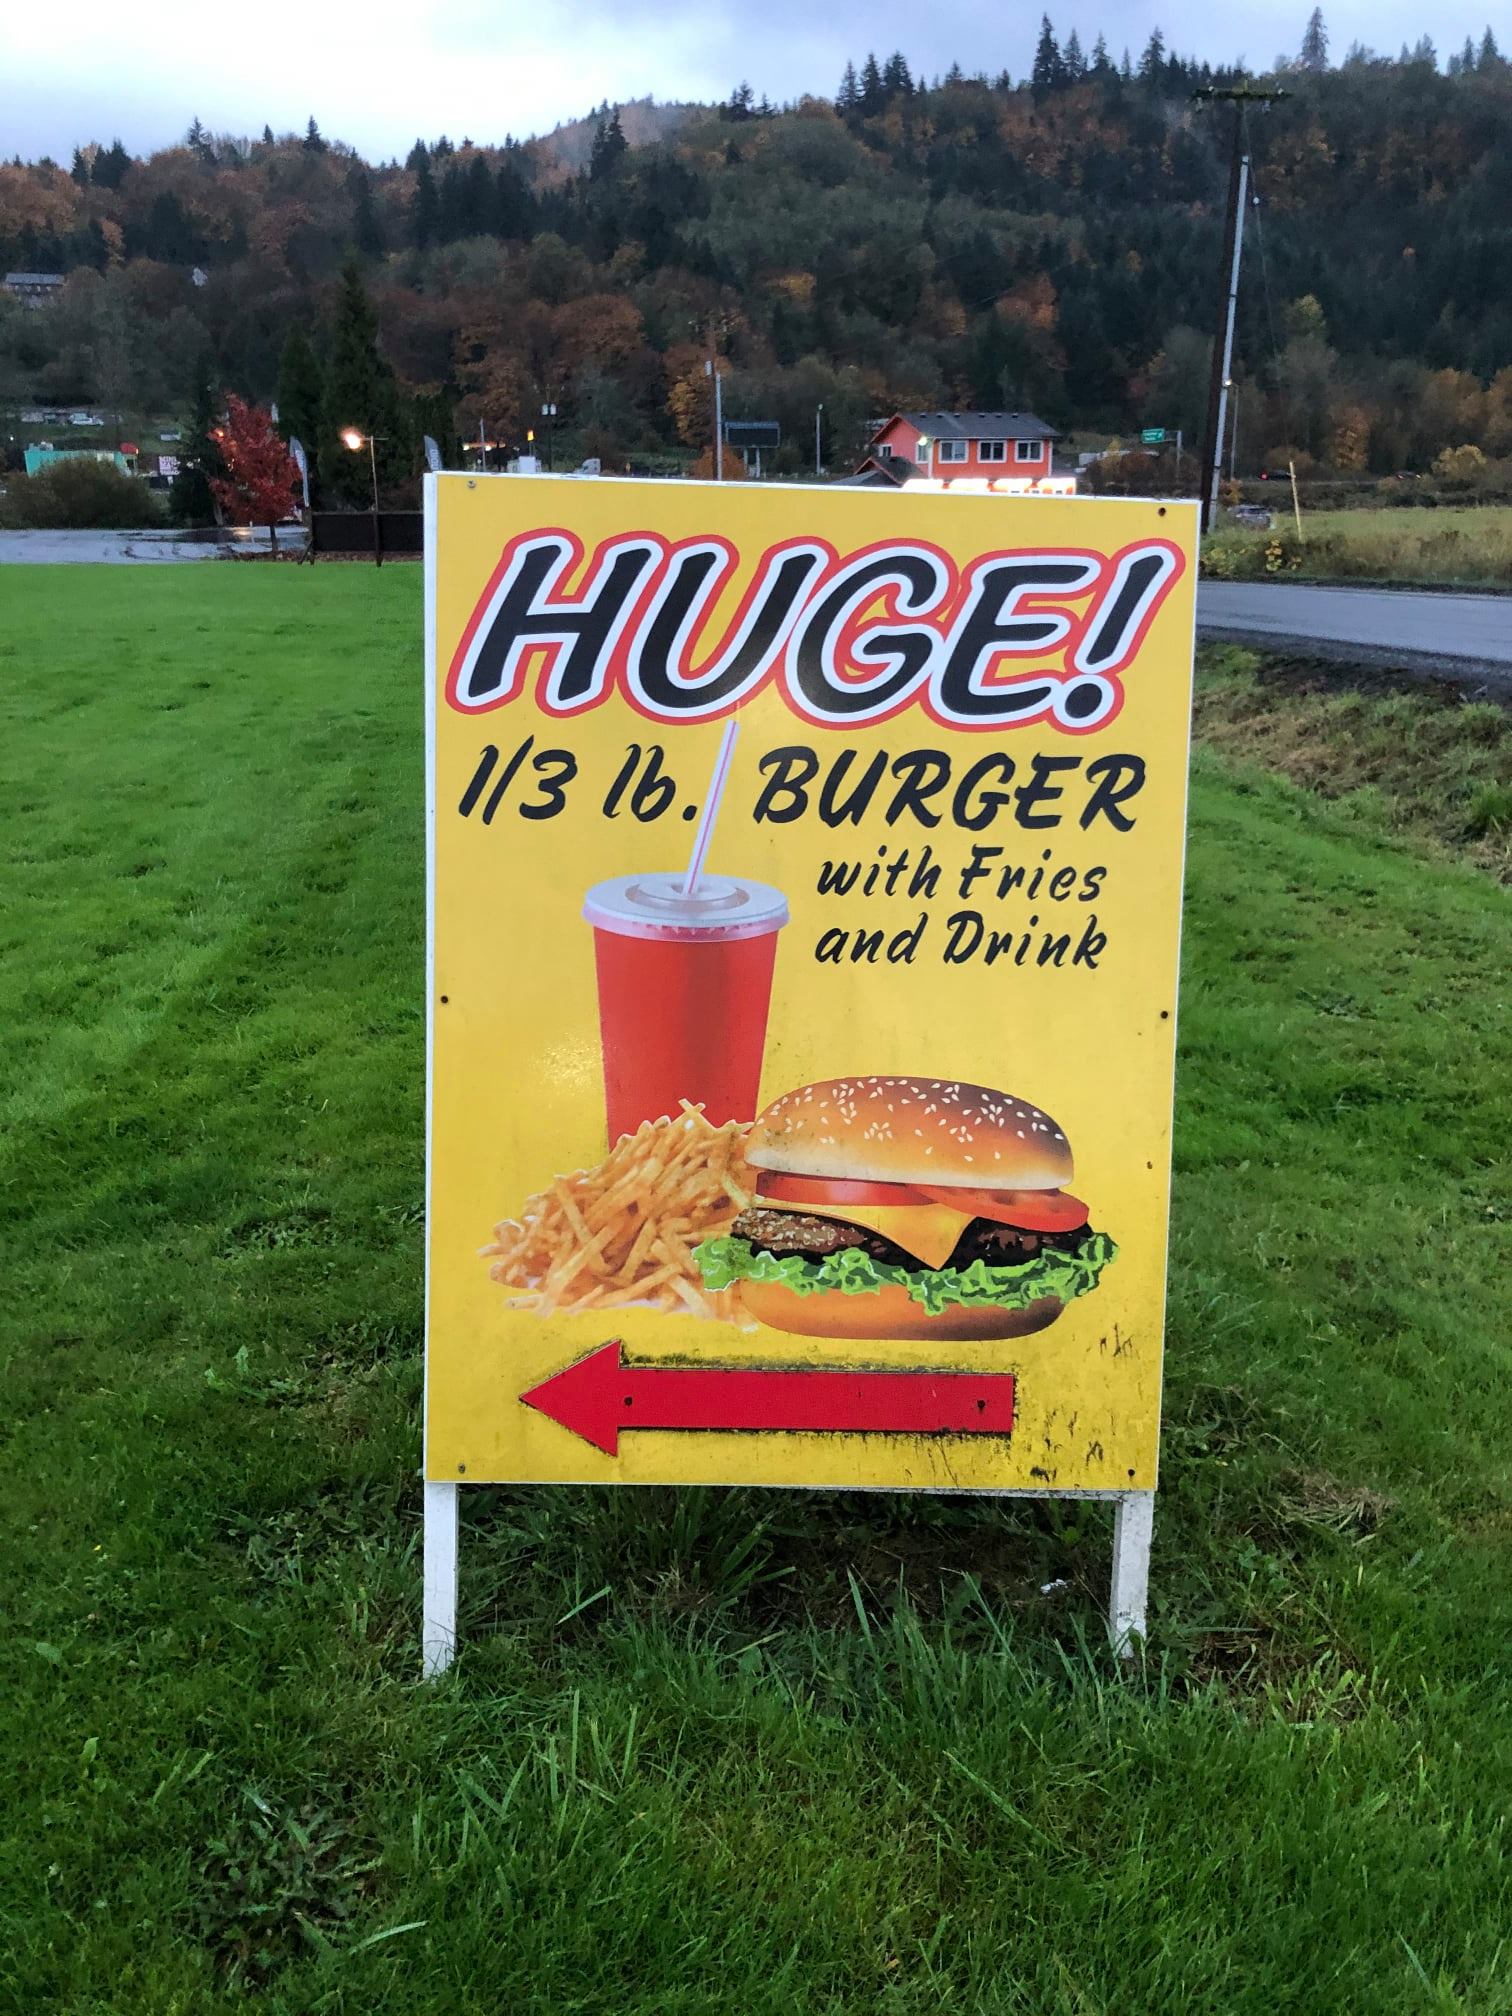 HUGE!
1/3 lb. BURGER
with Fries
and Drink